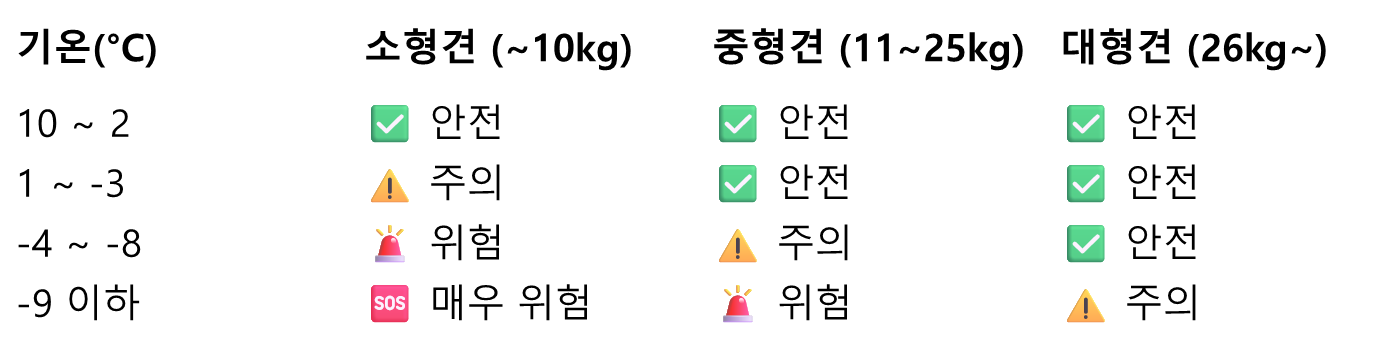 기온(°C) 소형견 (~10kg) 중형견 (11~25kg) 대형견 (26kg~)
10 ~ 2 ✅ 안전 ✅ 안전 ✅ 안전
1 ~ -3 ⚠️ 주의 ✅ 안전 ✅ 안전
-4 ~ -8 🚨 위험 ⚠️ 주의 ✅ 안전
-9 이하 🆘 매우 위험 🚨 위험 ⚠️ 주의